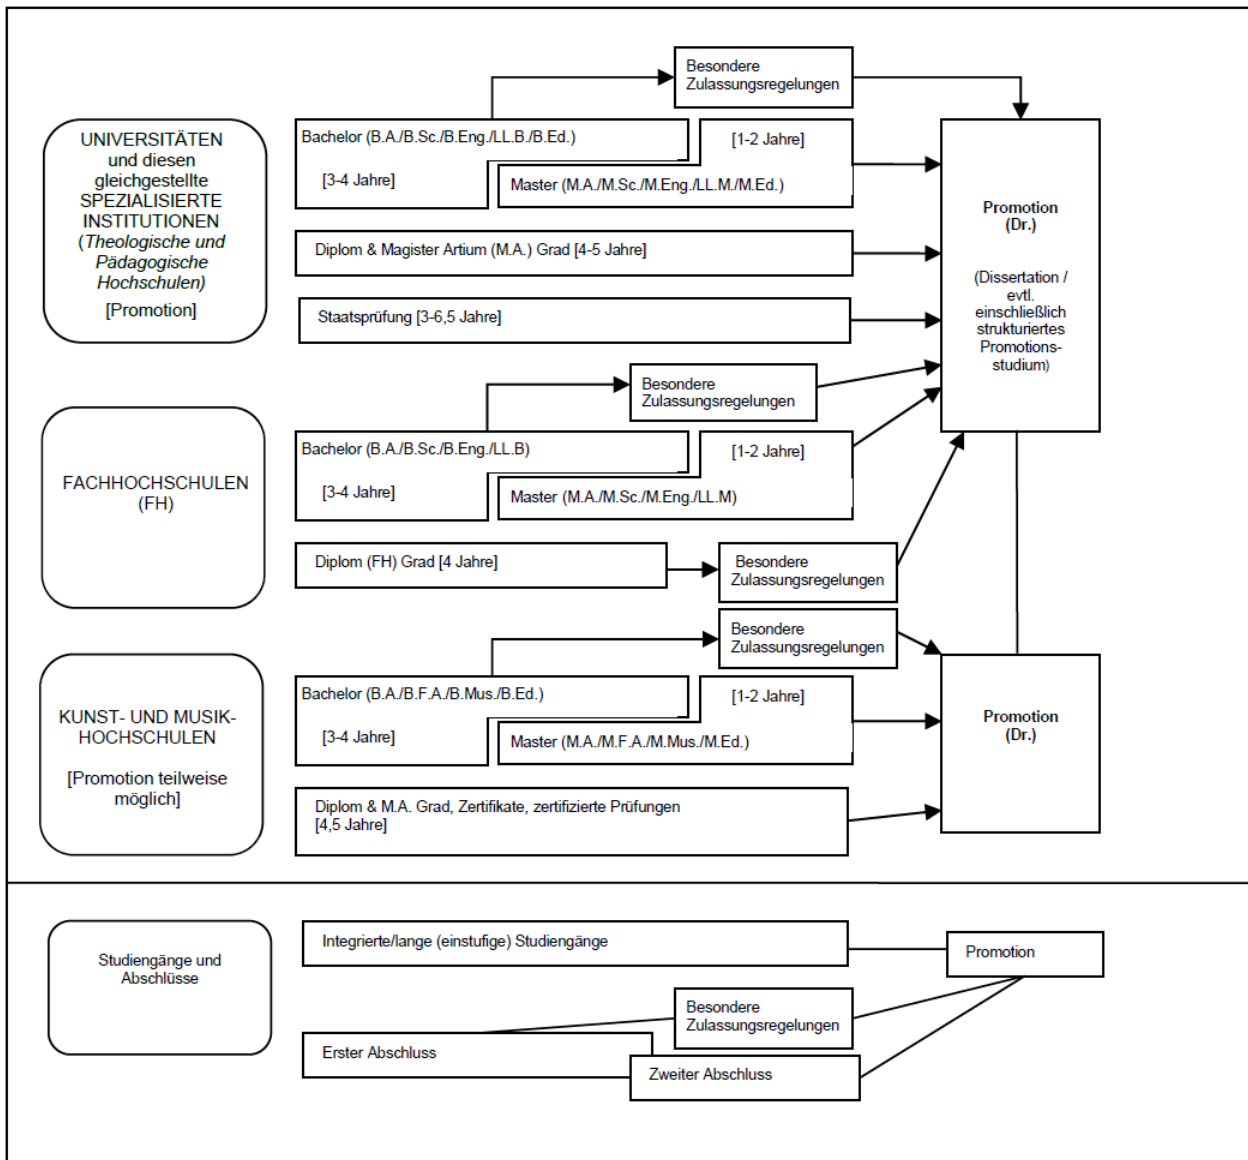 Besondere
Zulassungsregelungen
UNIVERSITÄTEN
und diesen
gleichgestellte
SPEZIALISIERTE
INSTITUTIONEN
(Theologische und
Pädagogische
Hochschulen)
[Promotion]
Bachelor (B.A./B.Sc./B.Eng./LL.B./B.Ed.)
[3-4 Jahre]
[1-2 Jahre]
Master (M.A./M.Sc./M.Eng./LL.M./M.Ed.)
Diplom & Magister Artium (M.A.) Grad [4-5 Jahre]
Staatsprüfung [3-6,5 Jahre]
Promotion
(Dr.)
(Dissertation /
evtl.
einschließlich
strukturiertes
Promotions-
studium)
Besondere
Zulassungsregelungen
FACHHOCHSCHULEN
(FH)
Bachelor (B.A./B.Sc./B.Eng./LL.B)
[3-4 Jahre]
[1-2 Jahre]
Master (M.A./M.Sc./M.Eng./LL.M)
Diplom (FH) Grad [4 Jahre]
Besondere
Zulassungsregelungen
Besondere
Zulassungsregelungen
KUNST- UND MUSIK-
HOCHSCHULEN
[Promotion teilweise
möglich]
Bachelor (B.A./B.F.A./B.Mus./B.Ed.)
[3-4 Jahre]
[1-2 Jahre]
Master (M.A./M.F.A./M.Mus./M.Ed.)
Diplom & M.A. Grad, Zertifikate, zertifizierte Prüfungen
[4,5 Jahre]
Promotion
(Dr.)
Studiengänge und
Abschlüsse
Integrierte/lange (einstufige) Studiengänge
Promotion
Besondere
Zulassungsregelungen
Erster Abschluss
Zweiter Abschluss